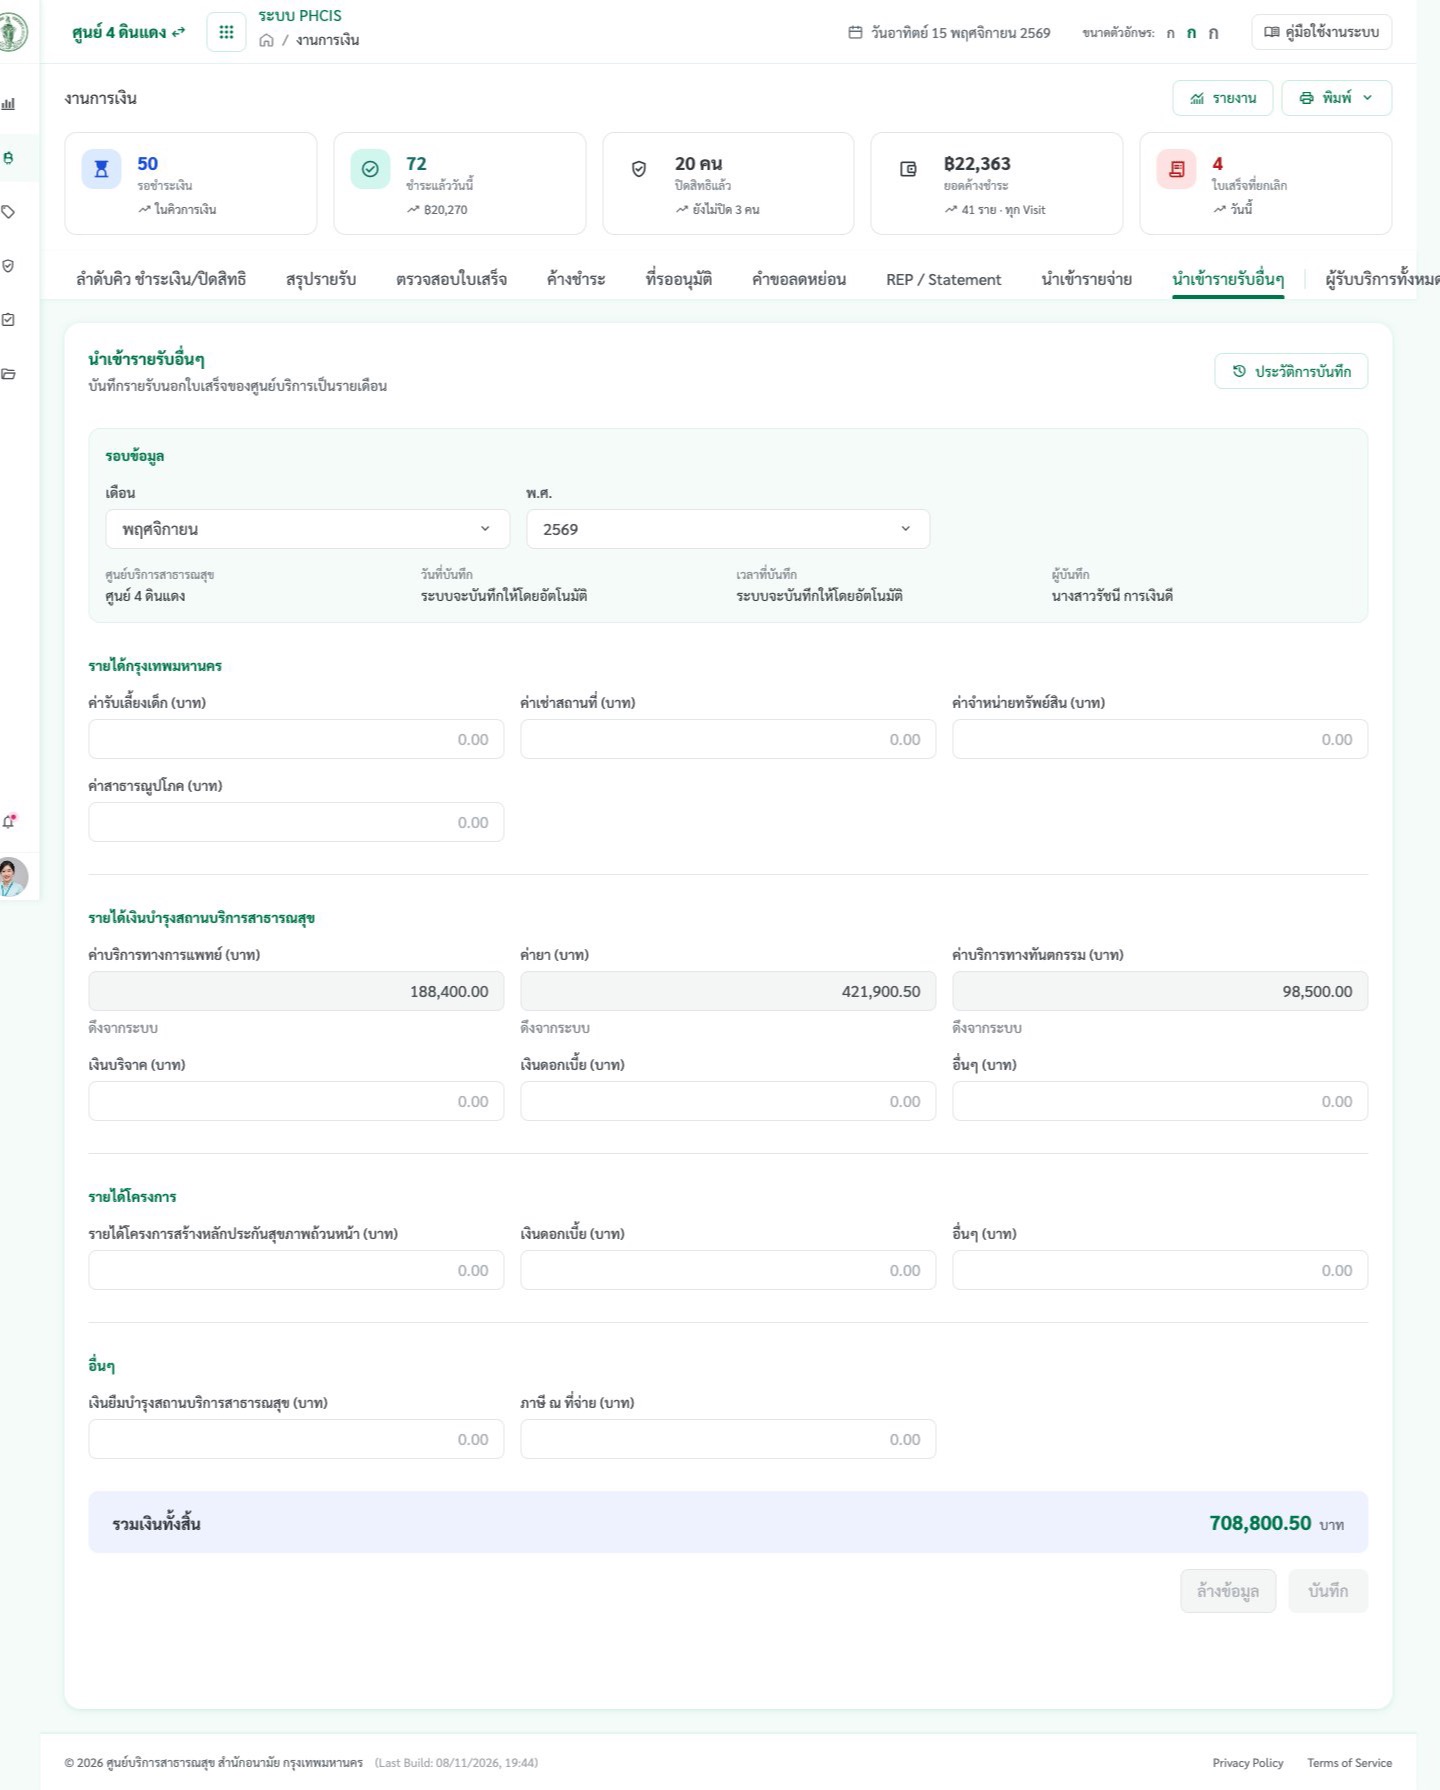 ศูนย์ 4 ดินแดง
ระบบ PHCIS
/ งานการเงิน
วันอาทิตย์ 15 พฤศจิกายน 2569
ขนาดตัวอักษร: ก ก ก
คู่มือใช้งานระบบ
งานการเงิน
รายงาน
พิมพ์
50
รอชำระเงิน
ในคิวการเงิน
72
ชำระแล้ววันนี้
฿20,270
20 คน
ปิดสิทธิแล้ว
ยังไม่ปิด 3 คน
฿22,363
ยอดค้างชำระ
41 ราย · ทุก Visit
4
ใบเสร็จที่ยกเลิก
วันนี้
ลำดับคิว ชำระเงิน/ปิดสิทธิ สรุปรายรับ ตรวจสอบใบเสร็จ ค้างชำระ ที่รออนุมัติ คำขอลดหย่อน REP / Statement นำเข้ารายจ่าย นำเข้ารายรับอื่นๆ ผู้รับบริการทั้งหมด
นำเข้ารายรับอื่นๆ
บันทึกรายรับนอกใบเสร็จของศูนย์บริการเป็นรายเดือน
ประวัติการบันทึก
รอบข้อมูล
เดือน พ.ศ.
พฤศจิกายน 2569
ศูนย์บริการสาธารณสุข วันที่บันทึก เวลาที่บันทึก ผู้บันทึก
ศูนย์ 4 ดินแดง ระบบจะบันทึกให้โดยอัตโนมัติ ระบบจะบันทึกให้โดยอัตโนมัติ นางสาวรัชนี การเงินดี
รายได้กรุงเทพมหานคร
ค่ารับเลี้ยงเด็ก (บาท) ค่าเช่าสถานที่ (บาท) ค่าจำหน่ายทรัพย์สิน (บาท)
0.00 0.00 0.00
ค่าสาธารณูปโภค (บาท)
0.00
รายได้เงินบำรุงสถานบริการสาธารณสุข
ค่าบริการทางการแพทย์ (บาท) ค่ายา (บาท) ค่าบริการทางทันตกรรม (บาท)
188,400.00 421,900.50 98,500.00
ดึงจากระบบ ดึงจากระบบ ดึงจากระบบ
เงินบริจาค (บาท) เงินดอกเบี้ย (บาท) อื่นๆ (บาท)
0.00 0.00 0.00
รายได้โครงการ
รายได้โครงการสร้างหลักประกันสุขภาพถ้วนหน้า (บาท) เงินดอกเบี้ย (บาท) อื่นๆ (บาท)
0.00 0.00 0.00
อื่นๆ
เงินยืมบำรุงสถานบริการสาธารณสุข (บาท) ภาษี ณ ที่จ่าย (บาท)
0.00 0.00
รวมเงินทั้งสิ้น 708,800.50 บาท
ล้างข้อมูล บันทึก
© 2026 ศูนย์บริการสาธารณสุข สำนักอนามัย กรุงเทพมหานคร (Last Build: 08/11/2026, 19:44) Privacy Policy Terms of Service